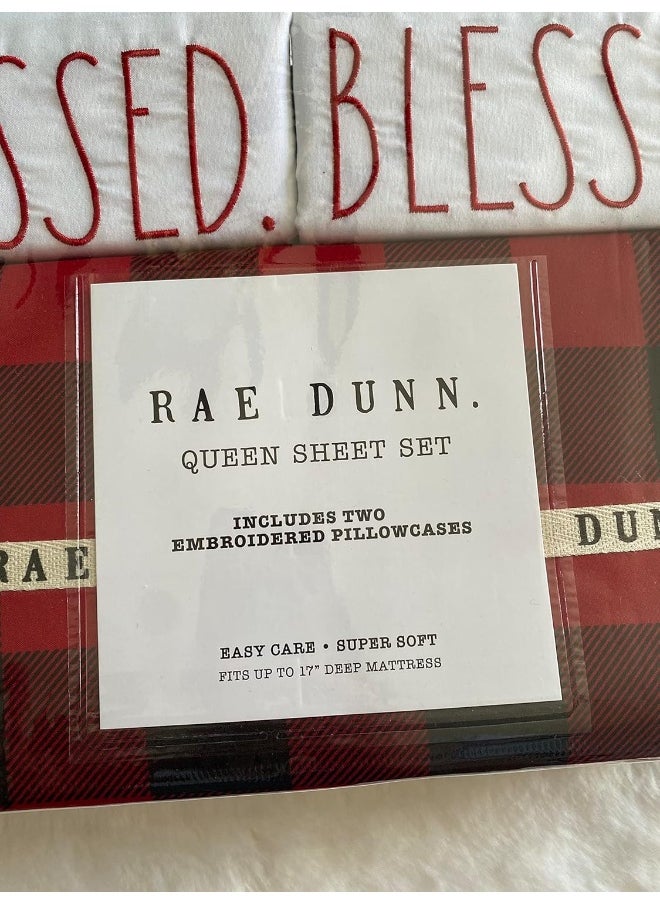 SSED. BLESS
RAE DUNN.
QUEEN SHEET SET
INCLUDES TWO
EMBROIDERED PILLOWCASES
RAE DUN
EASY CARE • SUPER SOFT
FITS UP TO 17" DEEP MATTRESS